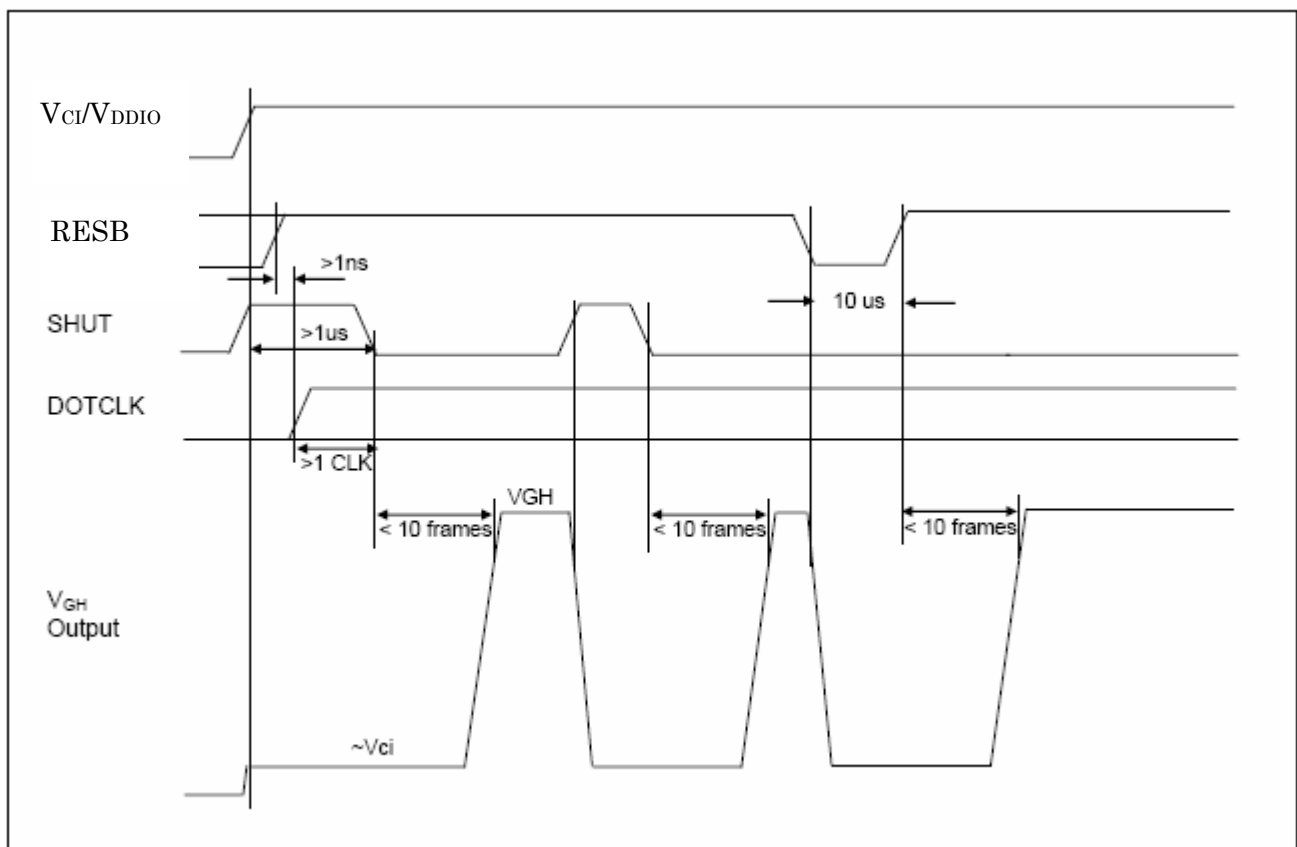 VCI/VDDIO
RESB
>1ns
10 us
SHUT
>1us
DOTCLK
>1 CLK
VGH
< 10 frames
< 10 frames
< 10 frames
VGH
Output
~Vci